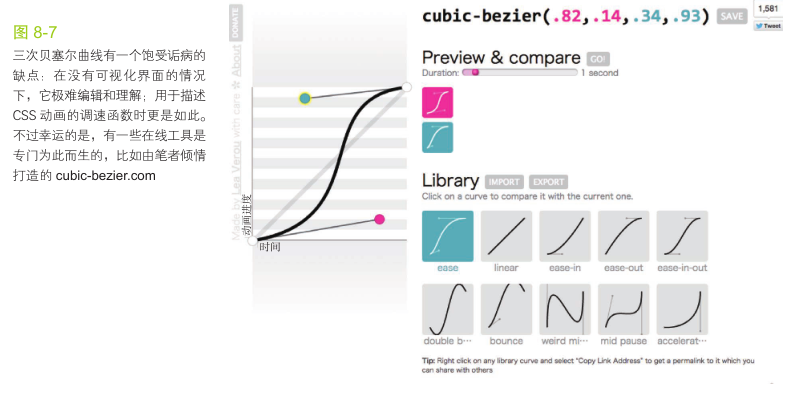 图 8-7
三次贝塞尔曲线有一个饱受诟病的
缺点：在没有可视化界面的情况
下，它极难编辑和理解；用于描述
CSS 动画的调速函数时更是如此。
不过幸运的是，有一些在线工具是
专门为此而生的，比如由笔者倾情
打造的 cubic-bezier.com
DONATE
Made by Lea Verou with care ★ About
动画进度
时间
cubic-bezier(.82,.14,.34,.93)
SAVE
1,581
Tweet
Preview & compare GO!
Duration: 1 second
Library IMPORT EXPORT
Click on a curve to compare it with the current one.
ease linear ease-in ease-out ease-in-out
double b··· bounce weird mi··· mid pause accelerat···
Tip: Right click on any library curve and select “Copy Link Address” to get a permalink to it which you
can share with others